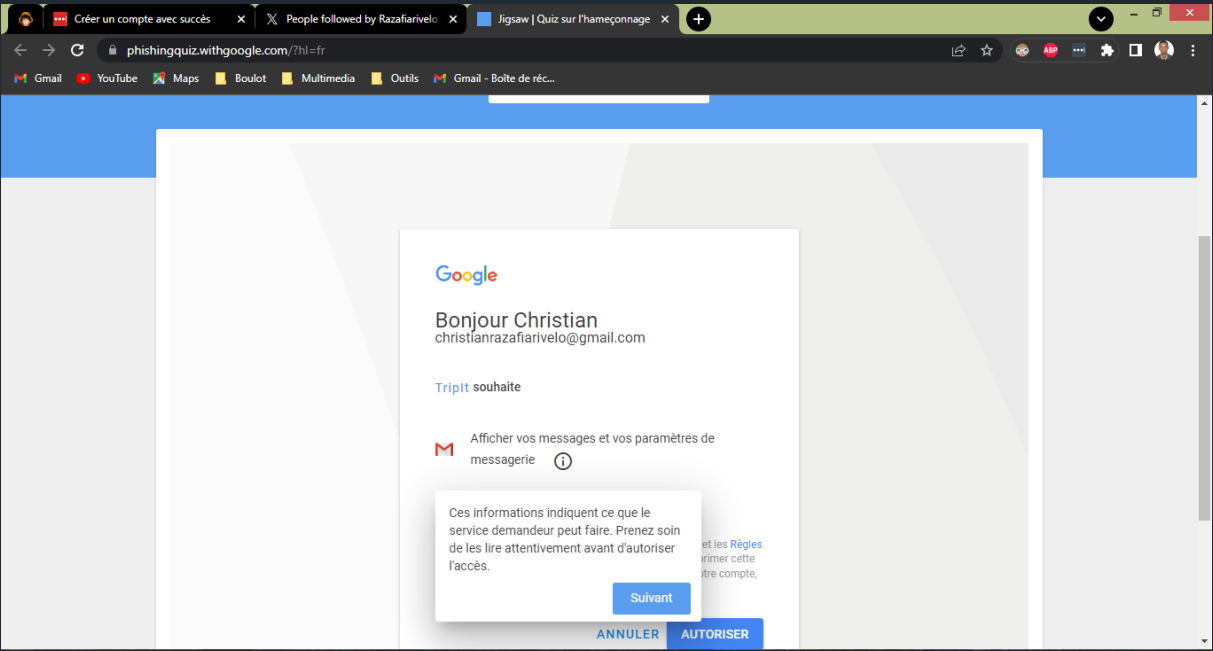 Créer un compte avec succès
People followed by Razafiarivelo
Jigsaw | Quiz sur l'hameçonnage
phishingquiz.withgoogle.com/?hl=fr
ABP
Gmail
YouTube
Maps
Boulot
Multimedia
Outils
Gmail - Boîte de réc...
Google
Bonjour Christian
christianrazafiarivelo@gmail.com
TripIt souhaite
Afficher vos messages et vos paramètres de
messagerie
Ces informations indiquent ce que le
service demandeur peut faire. Prenez soin
de les lire attentivement avant d'autoriser
l'accès.
Suivant
et les Règles
primer cette
otre compte,
ANNULER
AUTORISER